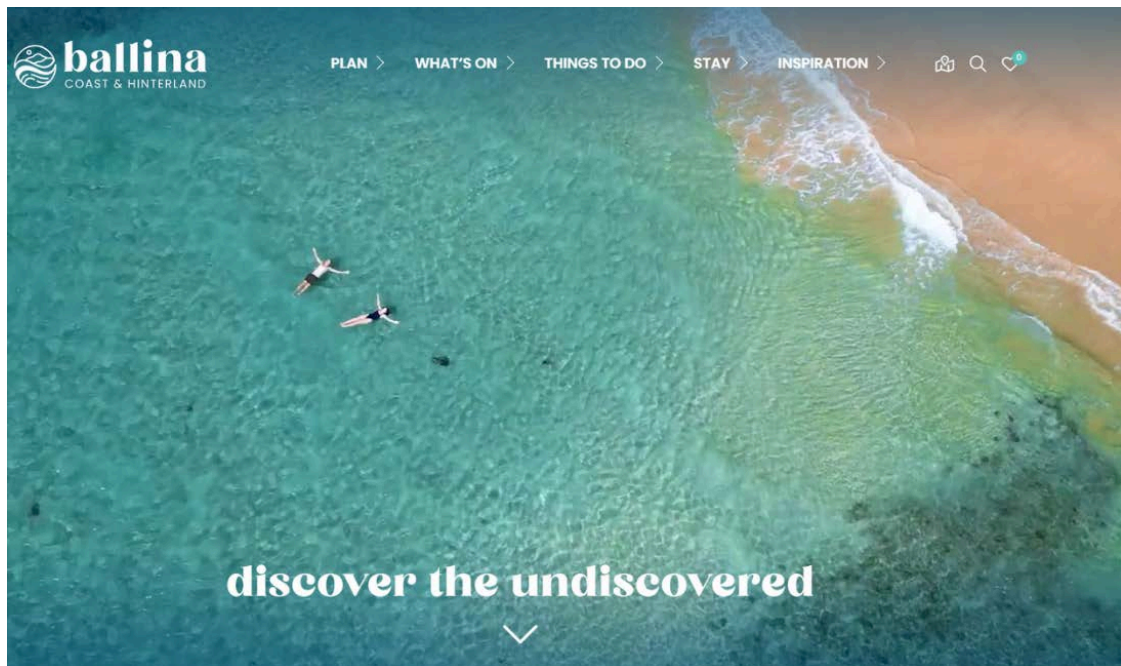 ballina
COAST & HINTERLAND
PLAN
WHAT'S ON
THINGS TO DO
STAY
INSPIRATION
0
discover the undiscovered